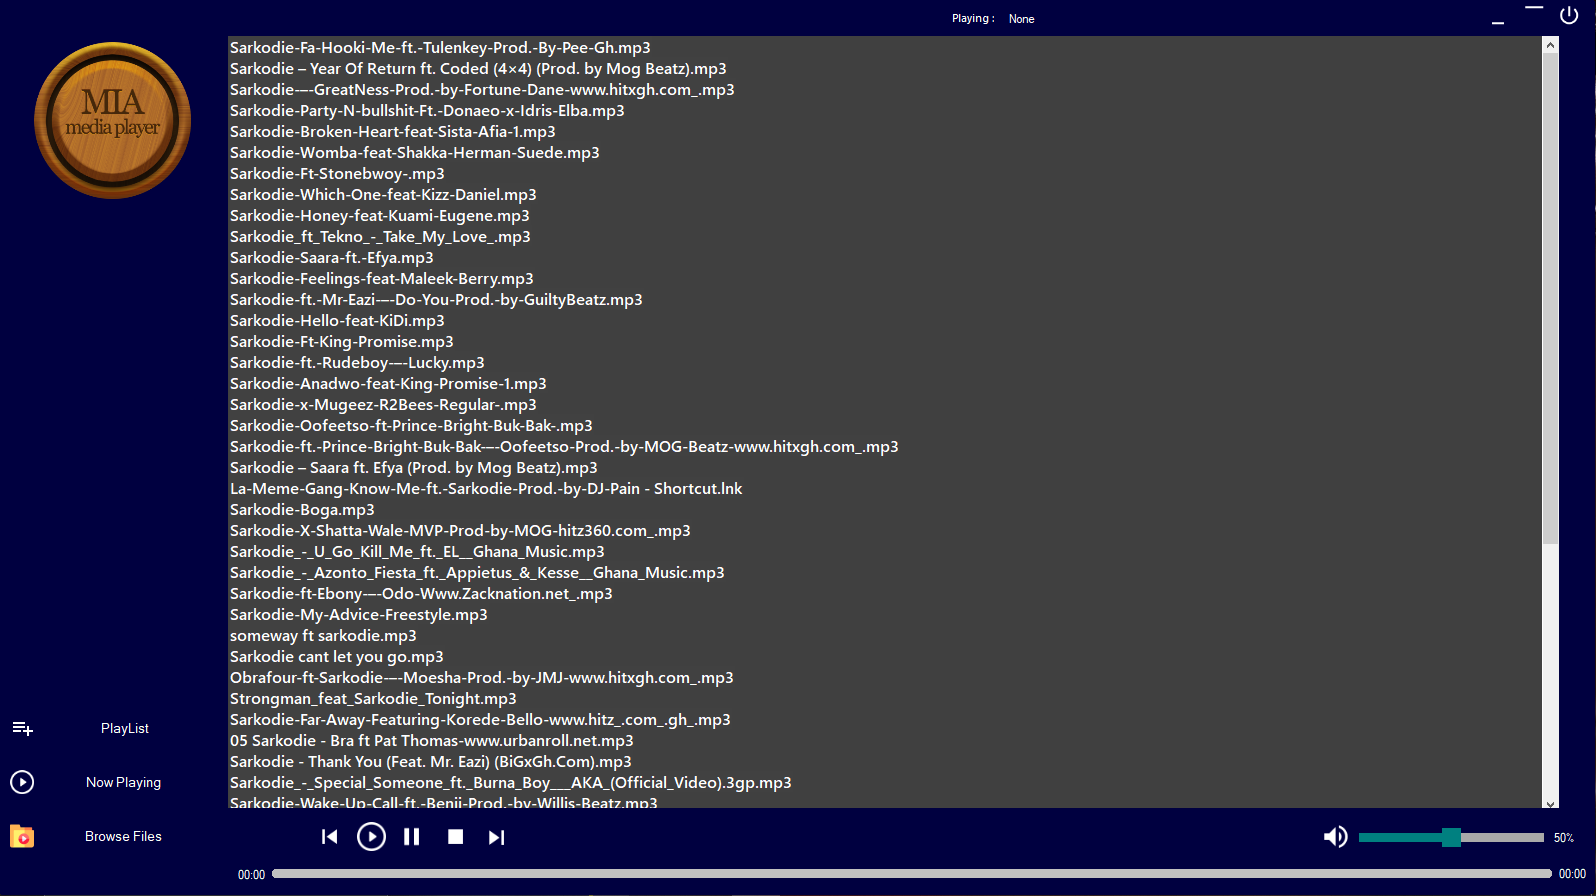 Playing :   None
MIA
media player
Sarkodie-Fa-Hooki-Me-ft.-Tulenkey-Prod.-By-Pee-Gh.mp3
Sarkodie – Year Of Return ft. Coded (4×4) (Prod. by Mog Beatz).mp3
Sarkodie-–-GreatNess-Prod.-by-Fortune-Dane-www.hitxgh.com_.mp3
Sarkodie-Party-N-bullshit-Ft.-Donaeo-x-Idris-Elba.mp3
Sarkodie-Broken-Heart-feat-Sista-Afia-1.mp3
Sarkodie-Womba-feat-Shakka-Herman-Suede.mp3
Sarkodie-Ft-Stonebwoy-.mp3
Sarkodie-Which-One-feat-Kizz-Daniel.mp3
Sarkodie-Honey-feat-Kuami-Eugene.mp3
Sarkodie_ft_Tekno_-_Take_My_Love_.mp3
Sarkodie-Saara-ft.-Efya.mp3
Sarkodie-Feelings-feat-Maleek-Berry.mp3
Sarkodie-ft.-Mr-Eazi-–-Do-You-Prod.-by-GuiltyBeatz.mp3
Sarkodie-Hello-feat-KiDi.mp3
Sarkodie-Ft-King-Promise.mp3
Sarkodie-ft.-Rudeboy-–-Lucky.mp3
Sarkodie-Anadwo-feat-King-Promise-1.mp3
Sarkodie-x-Mugeez-R2Bees-Regular-.mp3
Sarkodie-Oofeetso-ft-Prince-Bright-Buk-Bak-.mp3
Sarkodie-ft.-Prince-Bright-Buk-Bak-–-Oofeetso-Prod.-by-MOG-Beatz-www.hitxgh.com_.mp3
Sarkodie – Saara ft. Efya (Prod. by Mog Beatz).mp3
La-Meme-Gang-Know-Me-ft.-Sarkodie-Prod.-by-DJ-Pain - Shortcut.lnk
Sarkodie-Boga.mp3
Sarkodie-X-Shatta-Wale-MVP-Prod-by-MOG-hitz360.com_.mp3
Sarkodie_-_U_Go_Kill_Me_ft._EL__Ghana_Music.mp3
Sarkodie_-_Azonto_Fiesta_ft._Appietus_&_Kesse__Ghana_Music.mp3
Sarkodie-ft-Ebony-–-Odo-Www.Zacknation.net_.mp3
Sarkodie-My-Advice-Freestyle.mp3
someway ft sarkodie.mp3
Sarkodie cant let you go.mp3
Obrafour-ft-Sarkodie-–-Moesha-Prod.-by-JMJ-www.hitxgh.com_.mp3
Strongman_feat_Sarkodie_Tonight.mp3
Sarkodie-Far-Away-Featuring-Korede-Bello-www.hitz_.com_.gh_.mp3
05 Sarkodie - Bra ft Pat Thomas-www.urbanroll.net.mp3
Sarkodie - Thank You (Feat. Mr. Eazi) (BiGxGh.Com).mp3
Sarkodie_-_Special_Someone_ft._Burna_Boy___AKA_(Official_Video).3gp.mp3
Sarkodie-Wake-Up-Call-ft.-Benji-Prod.-by-Willis-Beatz.mp3
PlayList
Now Playing
Browse Files
50%
00:00
00:00